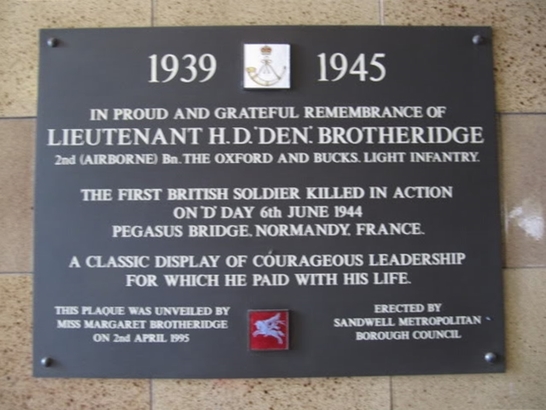 1939 1945
IN PROUD AND GRATEFUL REMEMBRANCE OF
LIEUTENANT H.D. "DEN". BROTHERIDGE
2nd (AIRBORNE) Bn. THE OXFORD AND BUCKS. LIGHT INFANTRY.
THE FIRST BRITISH SOLDIER KILLED IN ACTION
ON 'D' DAY 6th JUNE 1944
PEGASUS BRIDGE. NORMANDY. FRANCE.
A CLASSIC DISPLAY OF COURAGEOUS LEADERSHIP
FOR WHICH HE PAID WITH HIS LIFE.
THIS PLAQUE WAS UNVEILED BY
MISS MARGARET BROTHERIDGE
ON 2nd APRIL 1995
ERECTED BY
SANDWELL METROPOLITAN
BOROUGH COUNCIL